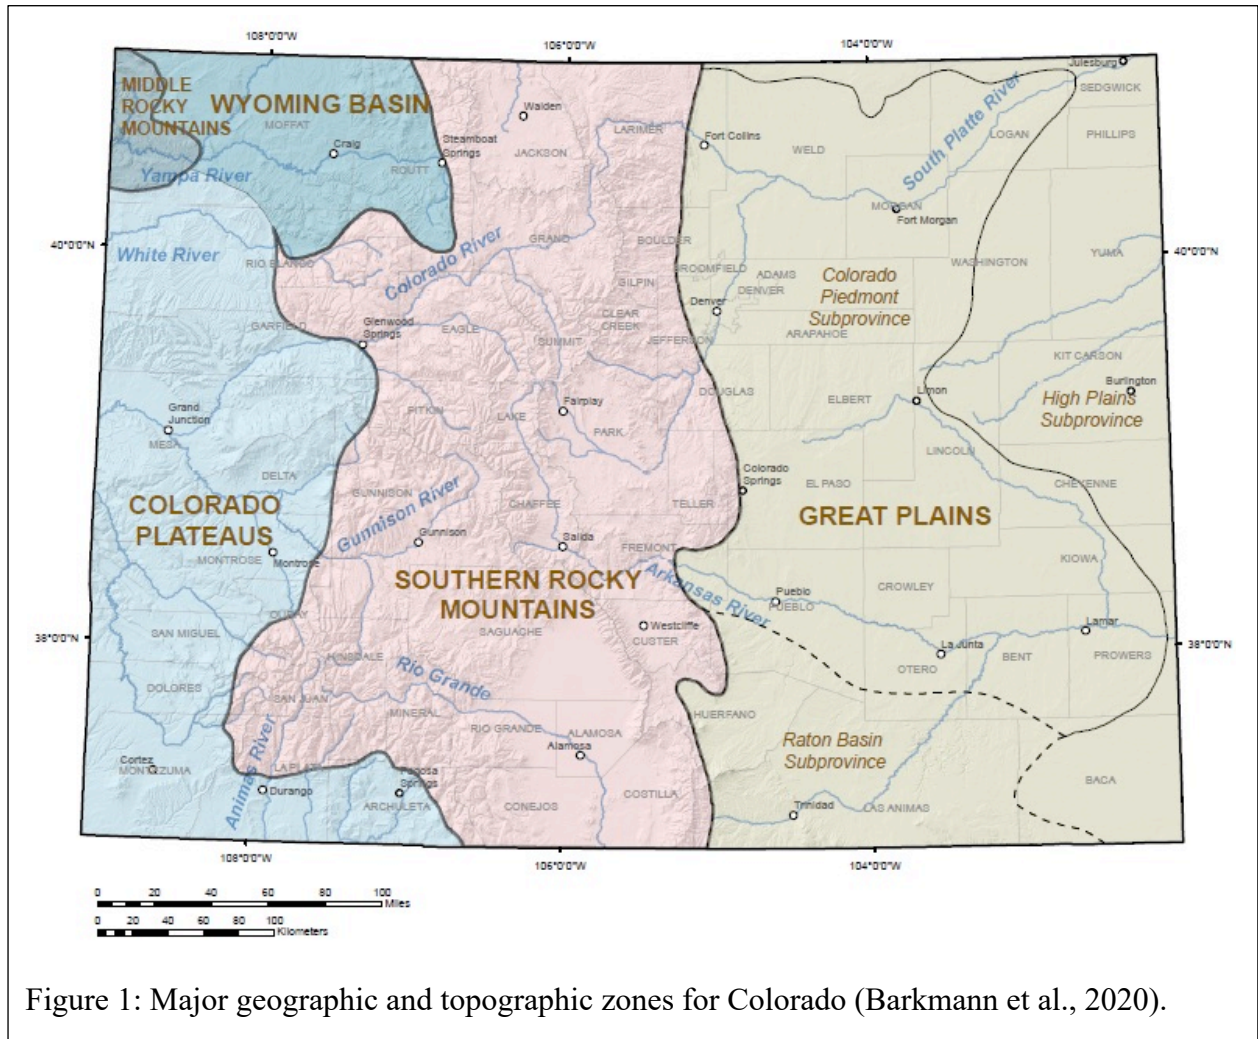 108°0'0"W
106°0'0"W
104°0'0"W
Julesburg
SEDGWICK
MIDDLE
ROCKY
MOUNTAINS
WYOMING BASIN
MOFFAT
Walden
South Platte River
LOGAN
PHILLIPS
LARIMER
Fort Collins
WELD
Craig
Steamboat
Springs
JACKSON
ROUTT
Yampa River
MORGAN
Fort Morgan
40°0'0"N
White River
RIO BLANCO
Colorado River
GRAND
BOULDER
WASHINGTON
YUMA
40°0'0"N
BROOMFIELD
ADAMS
DENVER
Colorado
Piedmont
Subprovince
GILPIN
Denver
GARFIELD
Glenwood
Springs
EAGLE
CLEAR
CREEK
SUMMIT
JEFFERSON
ARAPAHOE
KIT CARSON
Burlington
Grand
Junction
MESA
PITKIN
LAKE
Fairplay
PARK
DOUGLAS
ELBERT
Limon
High Plains
Subprovince
LINCOLN
DELTA
GUNNISON
CHAFFEE
TELLER
Colorado
Springs
EL PASO
CHEYENNE
COLORADO
PLATEAUS
Gunnison River
GREAT PLAINS
Gunnison
Salida
FREMONT
MONTROSE
Montrose
KIOWA
SOUTHERN ROCKY
MOUNTAINS
Arkansas River
Pueblo
PUEBLO
CROWLEY
OURAY
38°0'0"N
SAN MIGUEL
SAGUACHE
Westcliffe
CUSTER
Lamar
38°0'0"N
La Junta
OTERO
BENT
PROWERS
HINSDALE
Rio Grande
DOLORES
SAN JUAN
MINERAL
RIO GRANDE
ALAMOSA
HUERFANO
Alamosa
Raton Basin
Subprovince
Cortez
MONTEZUMA
Animas River
LA PLATA
Durango
Pagosa
Springs
ARCHULETA
CONEJOS
COSTILLA
Trinidad
LAS ANIMAS
BACA
108°0'0"W
106°0'0"W
104°0'0"W
0 20 40 60 80 100
Miles
0 20 40 60 80 100
Kilometers
Figure 1: Major geographic and topographic zones for Colorado (Barkmann et al., 2020).